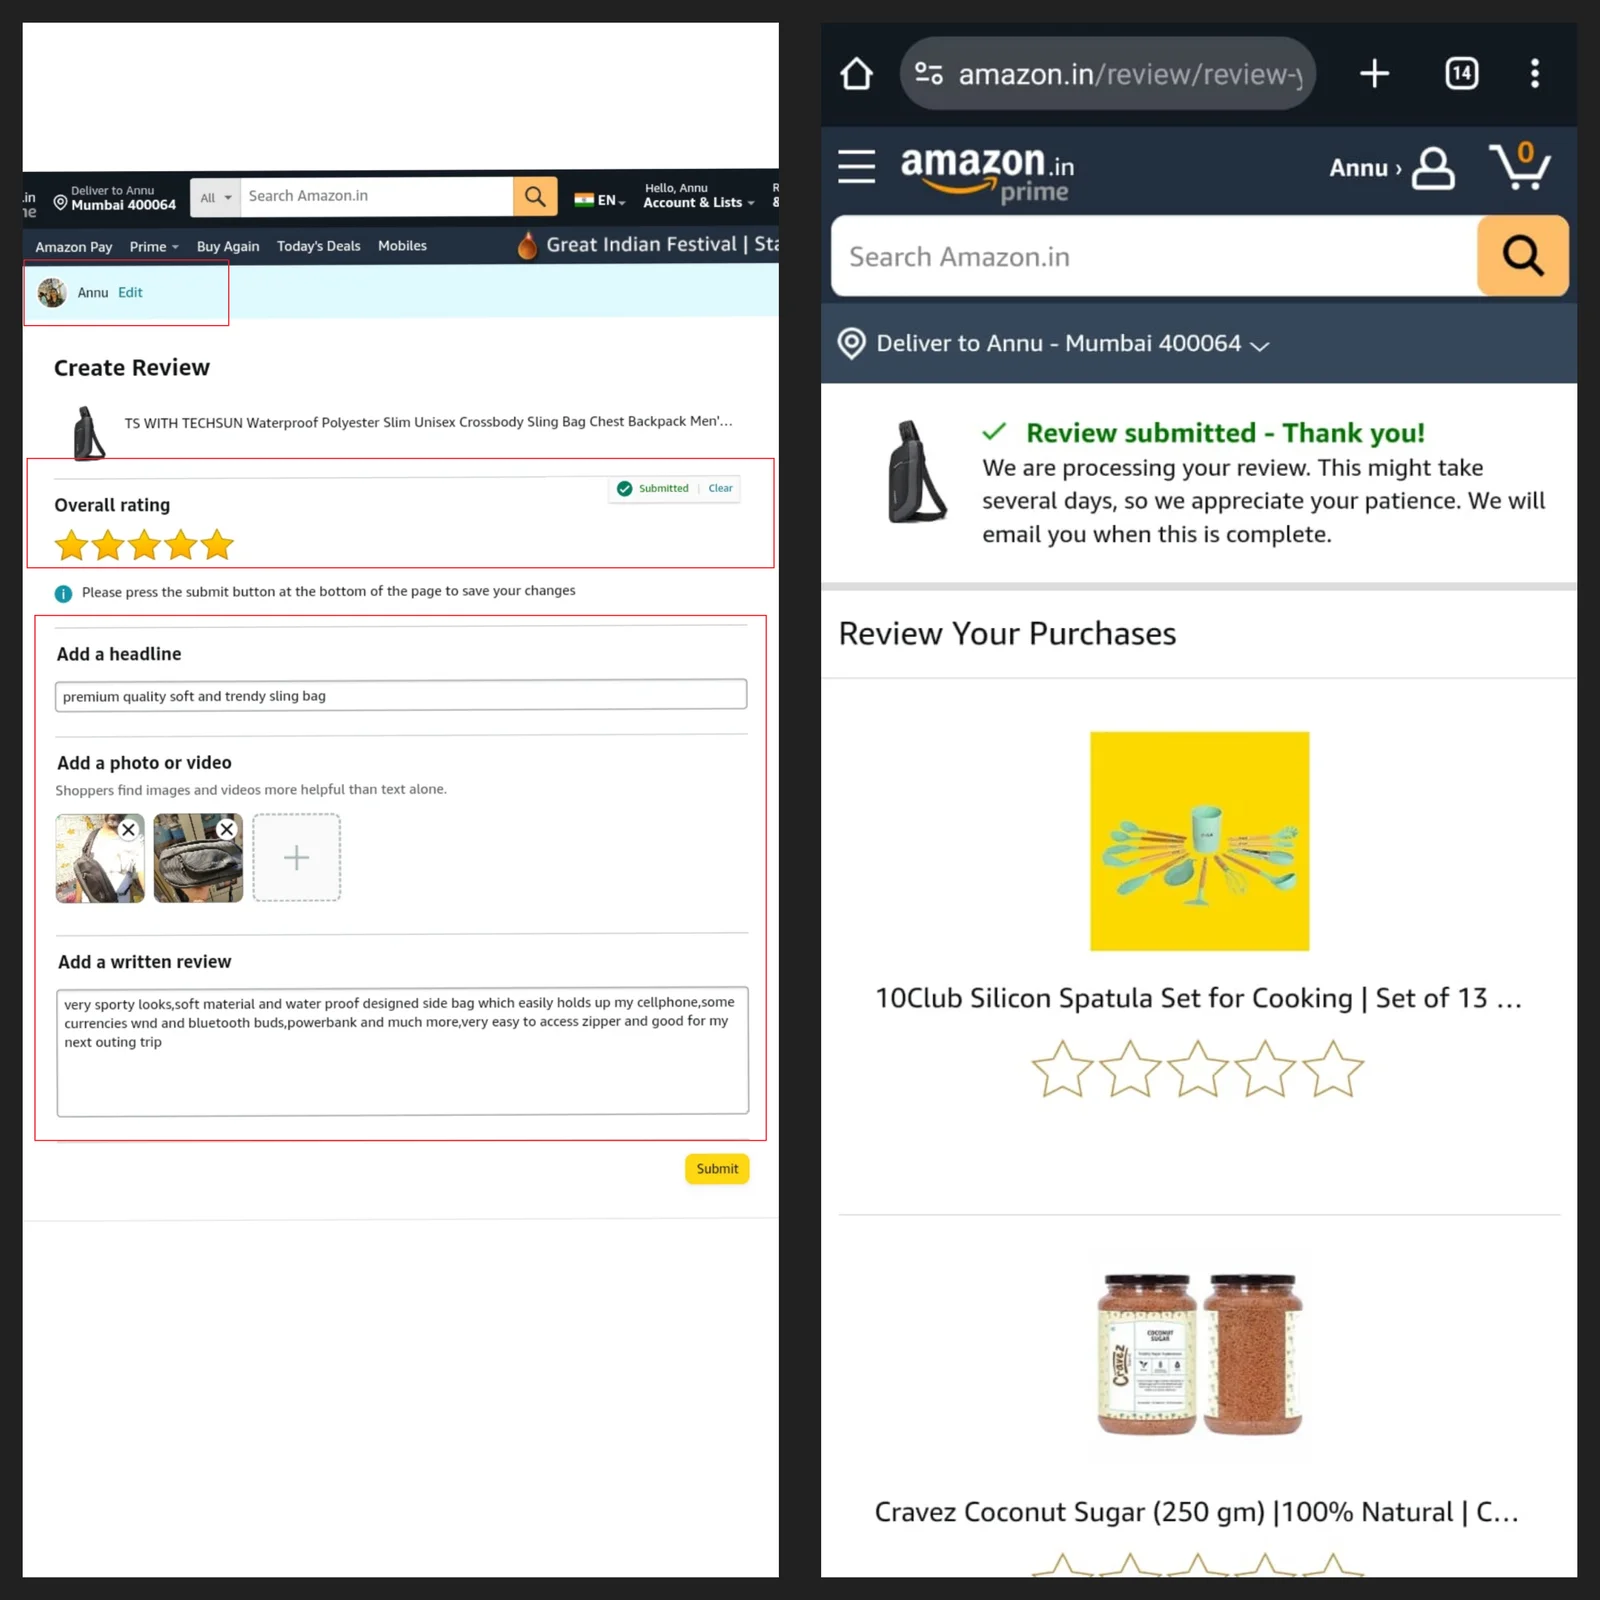 .in
Deliver to Annu
Mumbai 400064
All
Search Amazon.in
EN
Hello, Annu
Account & Lists
Amazon Pay
Prime
Buy Again
Today's Deals
Mobiles
Great Indian Festival | Sta
Annu Edit
Create Review
TS WITH TECHSUN Waterproof Polyester Slim Unisex Crossbody Sling Bag Chest Backpack Men'...
Submitted | Clear
Overall rating
Please press the submit button at the bottom of the page to save your changes
Add a headline
premium quality soft and trendy sling bag
Add a photo or video
Shoppers find images and videos more helpful than text alone.
Add a written review
very sporty looks,soft material and water proof designed side bag which easily holds up my cellphone,some
currencies wnd and bluetooth buds,powerbank and much more,very easy to access zipper and good for my
next outing trip
Submit
amazon.in/review/review-y
14
amazon.in
prime
Annu ›
0
Search Amazon.in
Deliver to Annu - Mumbai 400064
Review submitted - Thank you!
We are processing your review. This might take
several days, so we appreciate your patience. We will
email you when this is complete.
Review Your Purchases
10Club Silicon Spatula Set for Cooking | Set of 13 ...
Cravez
COCONUT
SUGAR
Cravez Coconut Sugar (250 gm) |100% Natural | C...